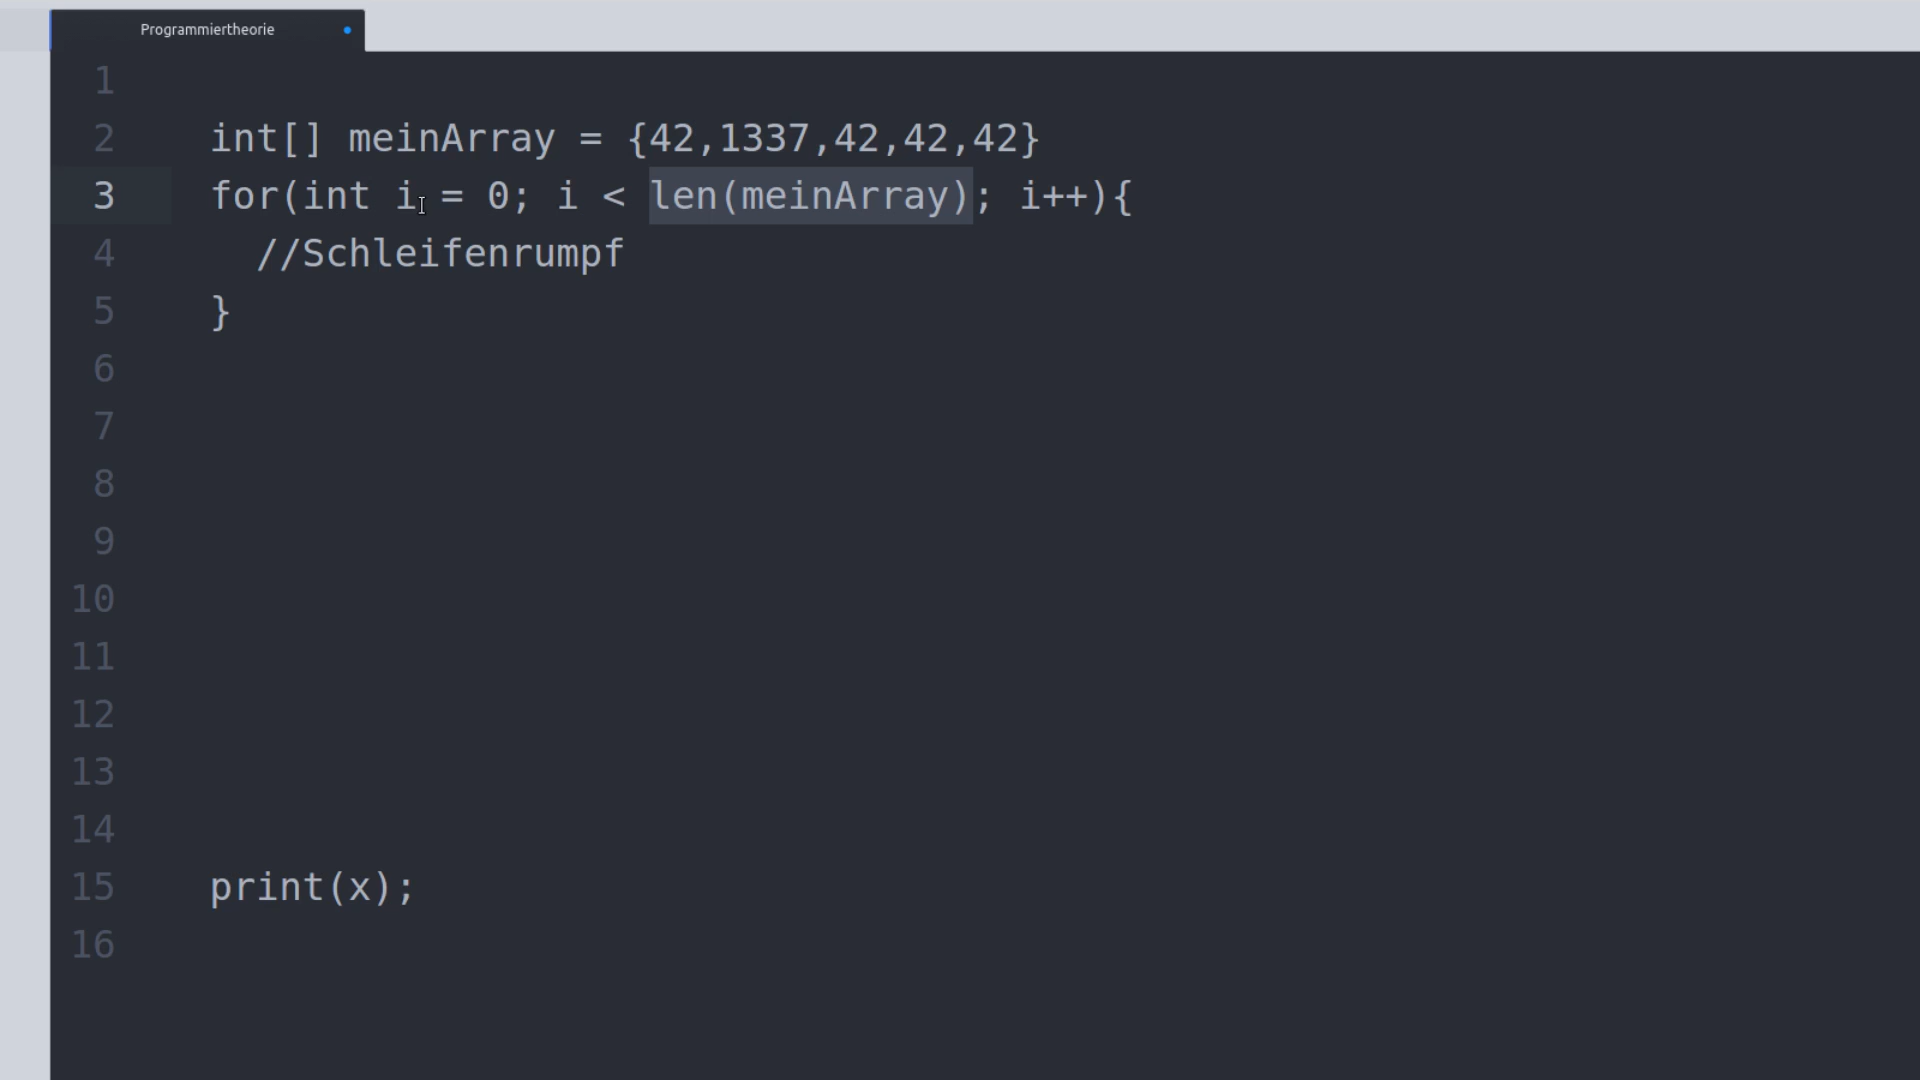 Programmiertheorie
1
2 int[] meinArray = {42,1337,42,42,42}
3 for(int i = 0; i < len(meinArray); i++){
4 //Schleifenrumpf
5 }
6
7
8
9
10
11
12
13
14
15 print(x);
16